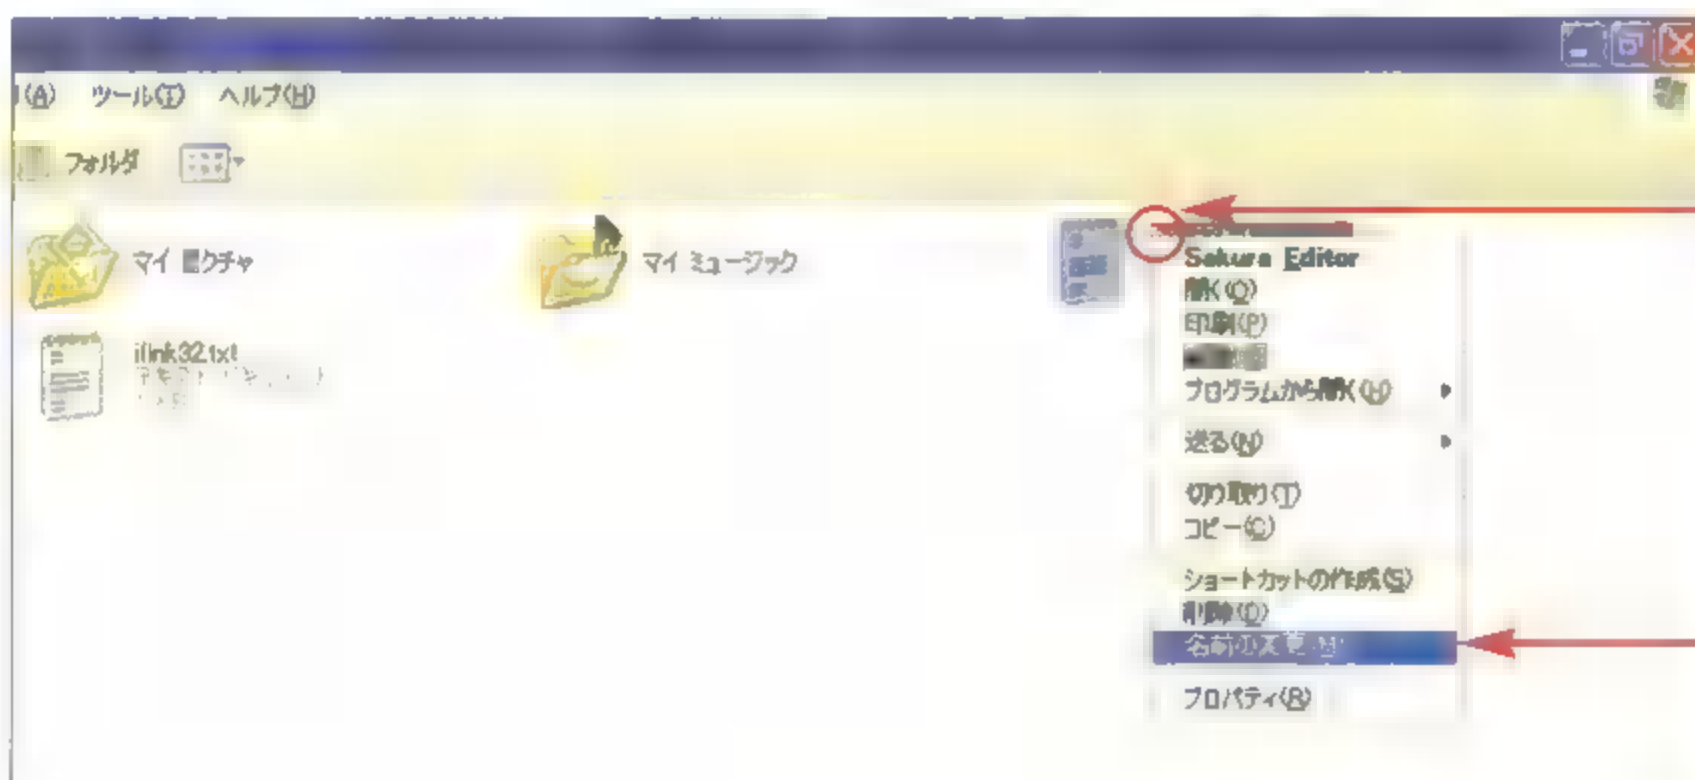 (A) ツール(T) ヘルプ(H)
フォルダ
マイ ピクチャ
マイ ミュージック
ilink32.txt
Sakura Editor
開く(O)
印刷(P)
プログラムから開く(H)
送る(N)
切り取り(T)
コピー(C)
ショートカットの作成(S)
削除(D)
名前の変更(M)
プロパティ(R)